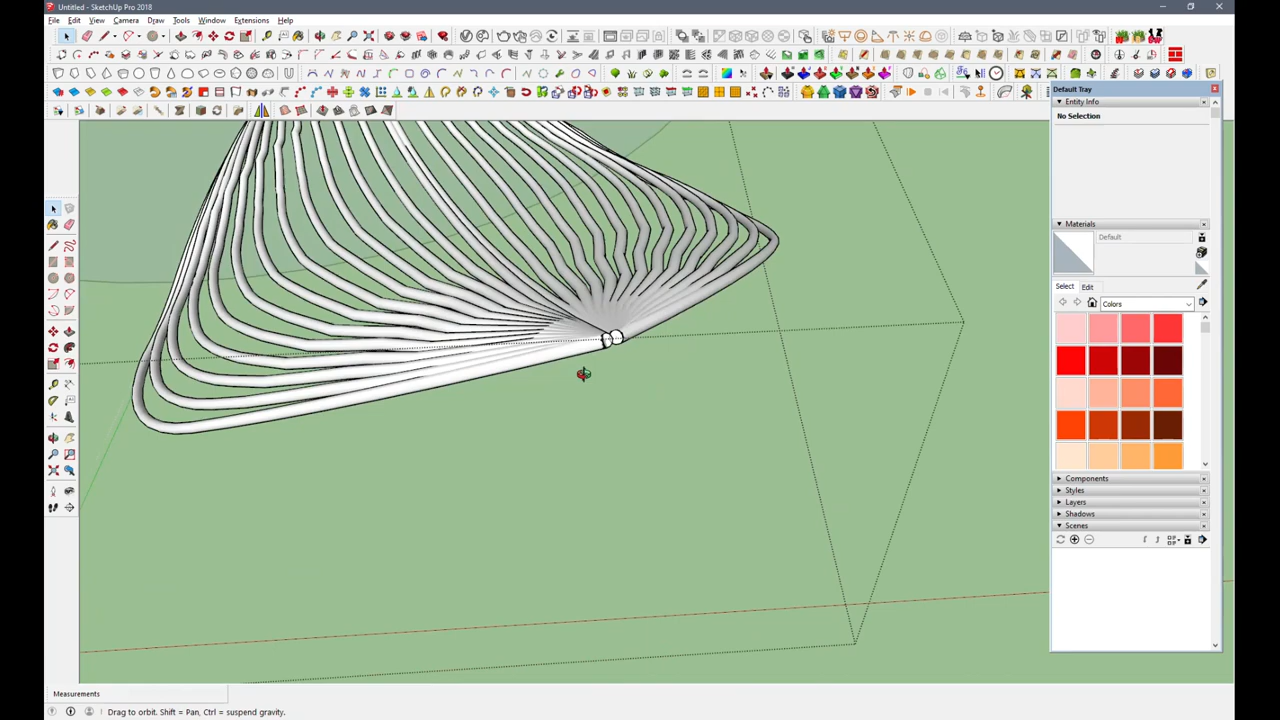 Untitled - SketchUp Pro 2018
File Edit View Camera Draw Tools Window Extensions Help
Default Tray
Entity Info
No Selection
Materials
Default
Select Edit
Colors
Components
Styles
Layers
Shadows
Scenes
Measurements
Drag to orbit. Shift = Pan, Ctrl = suspend gravity.